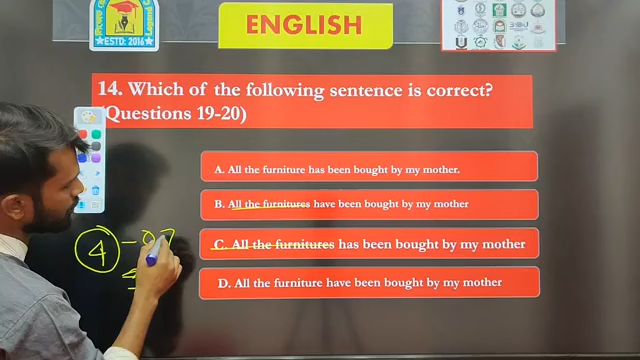 ESTD: 2016
ENGLISH
14. Which of the following sentence is correct?
(Questions 19-20)
A. All the furniture has been bought by my mother.
B. All the furnitures have been bought by my mother
C. All the furnitures has been bought by my mother
D. All the furniture have been bought by my mother
4 -